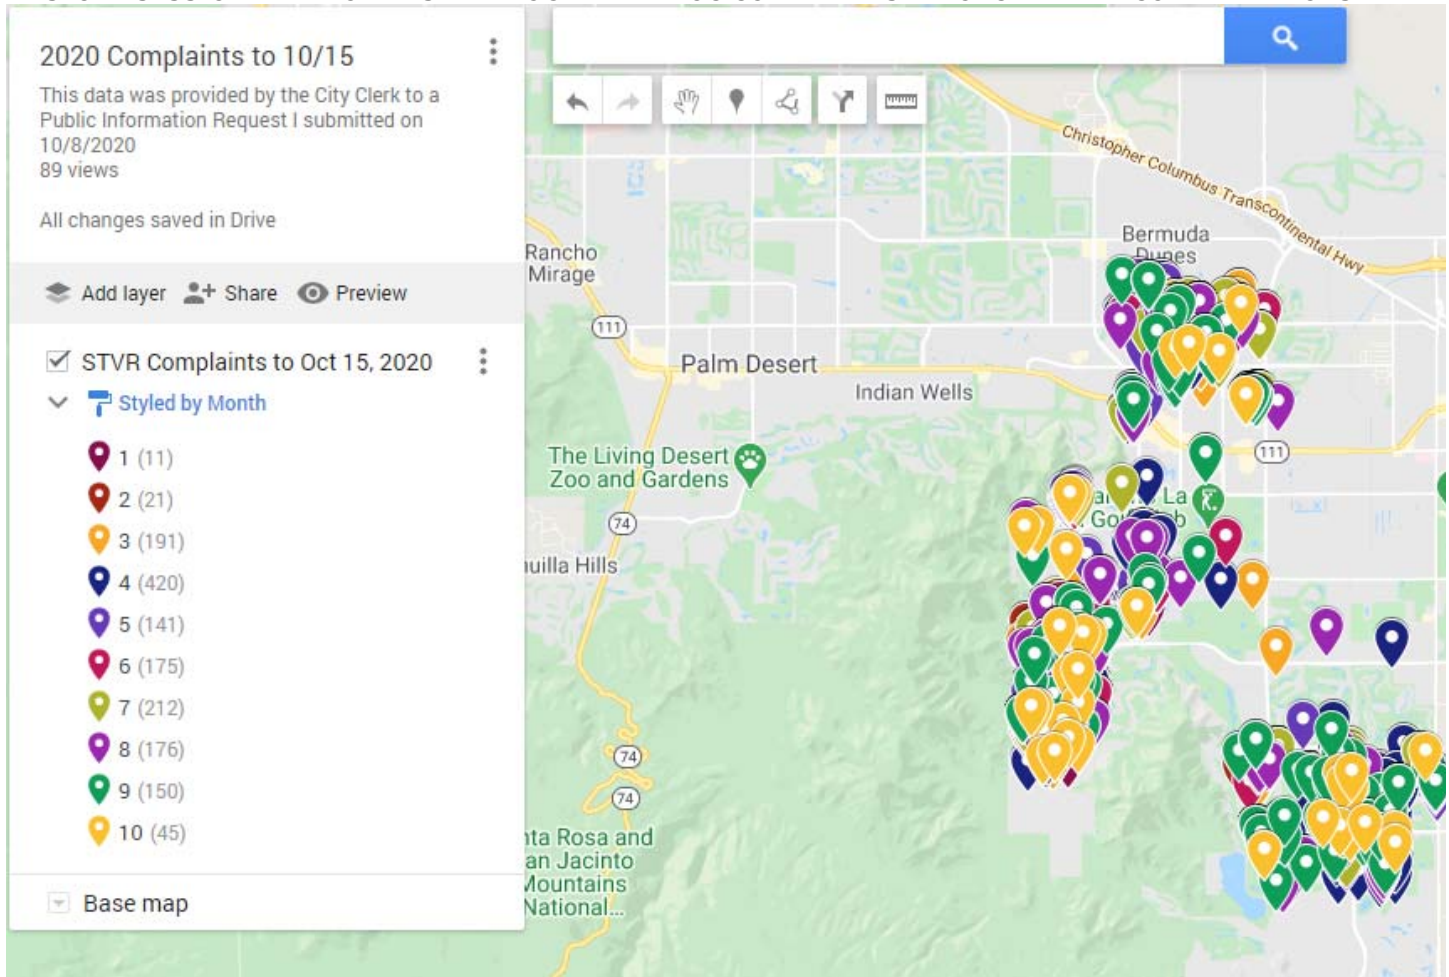 2020 Complaints to 10/15
This data was provided by the City Clerk to a
Public Information Request I submitted on
10/8/2020
89 views
All changes saved in Drive
Add layer
Share
Preview
STVR Complaints to Oct 15, 2020
Styled by Month
1 (11)
2 (21)
3 (191)
4 (420)
5 (141)
6 (175)
7 (212)
8 (176)
9 (150)
10 (45)
Base map
Christopher Columbus Transcontinental Hwy
Bermuda
Dunes
Rancho
Mirage
111
Palm Desert
Indian Wells
The Living Desert
Zoo and Gardens
111
La
74
uilla Hills
74
74
nta Rosa and
an Jacinto
Mountains
National...